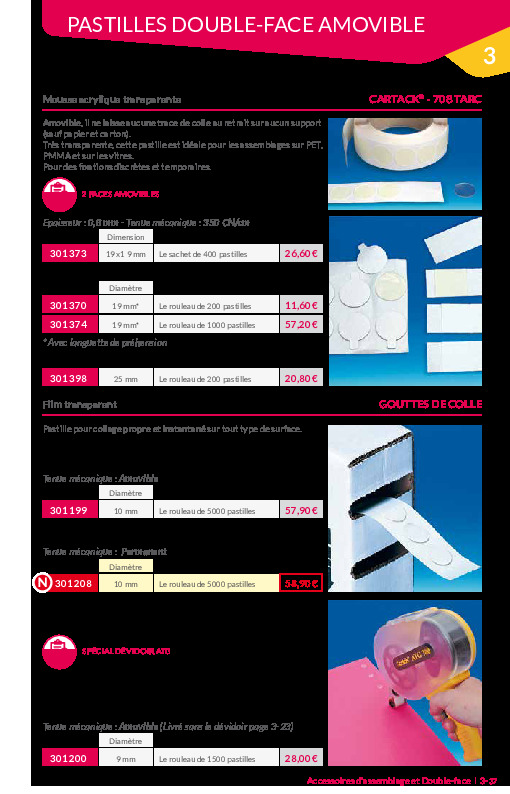 PASTILLES DOUBLE-FACE AMOVIBLE
3
Mousse acrylique transparente
CARTACK® - 708 TARC
Amovible, il ne laisse aucune trace de colle au retrait sur aucun support
(sauf papier et carton).
Très transparente, cette pastille est idéale pour les assemblages sur PET,
PMMA et sur les vitres.
Pour des fixations discrètes et temporaires.
2 FACES AMOVIBLES
Epaisseur : 0,8 mm - Tenue mécanique : 350 CN/cm
Dimension
301373 19x1 9 mm Le sachet de 400 pastilles 26,60 €
Diamètre
301370 19 mm* Le rouleau de 200 pastilles 11,60 €
301374 19 mm* Le rouleau de 1000 pastilles 57,20 €
* Avec languette de préhension
301398 25 mm Le rouleau de 200 pastilles 20,80 €
Film transparent
GOUTTES DE COLLE
Pastille pour collage propre et instantané sur tout type de surface.
Tenue mécanique : Amovible
Diamètre
301199 10 mm Le rouleau de 5000 pastilles 57,90 €
Tenue mécanique : Permanent
Diamètre
N 301208 10 mm Le rouleau de 5000 pastilles 58,98 €
SPÉCIAL DÉVIDOIR ATG
Tenue mécanique : Amovible (Livré sans le dévidoir page 3-23)
Diamètre
301200 9 mm Le rouleau de 1500 pastilles 28,00 €
Accessoires d'assemblage et Double-face | 3-37